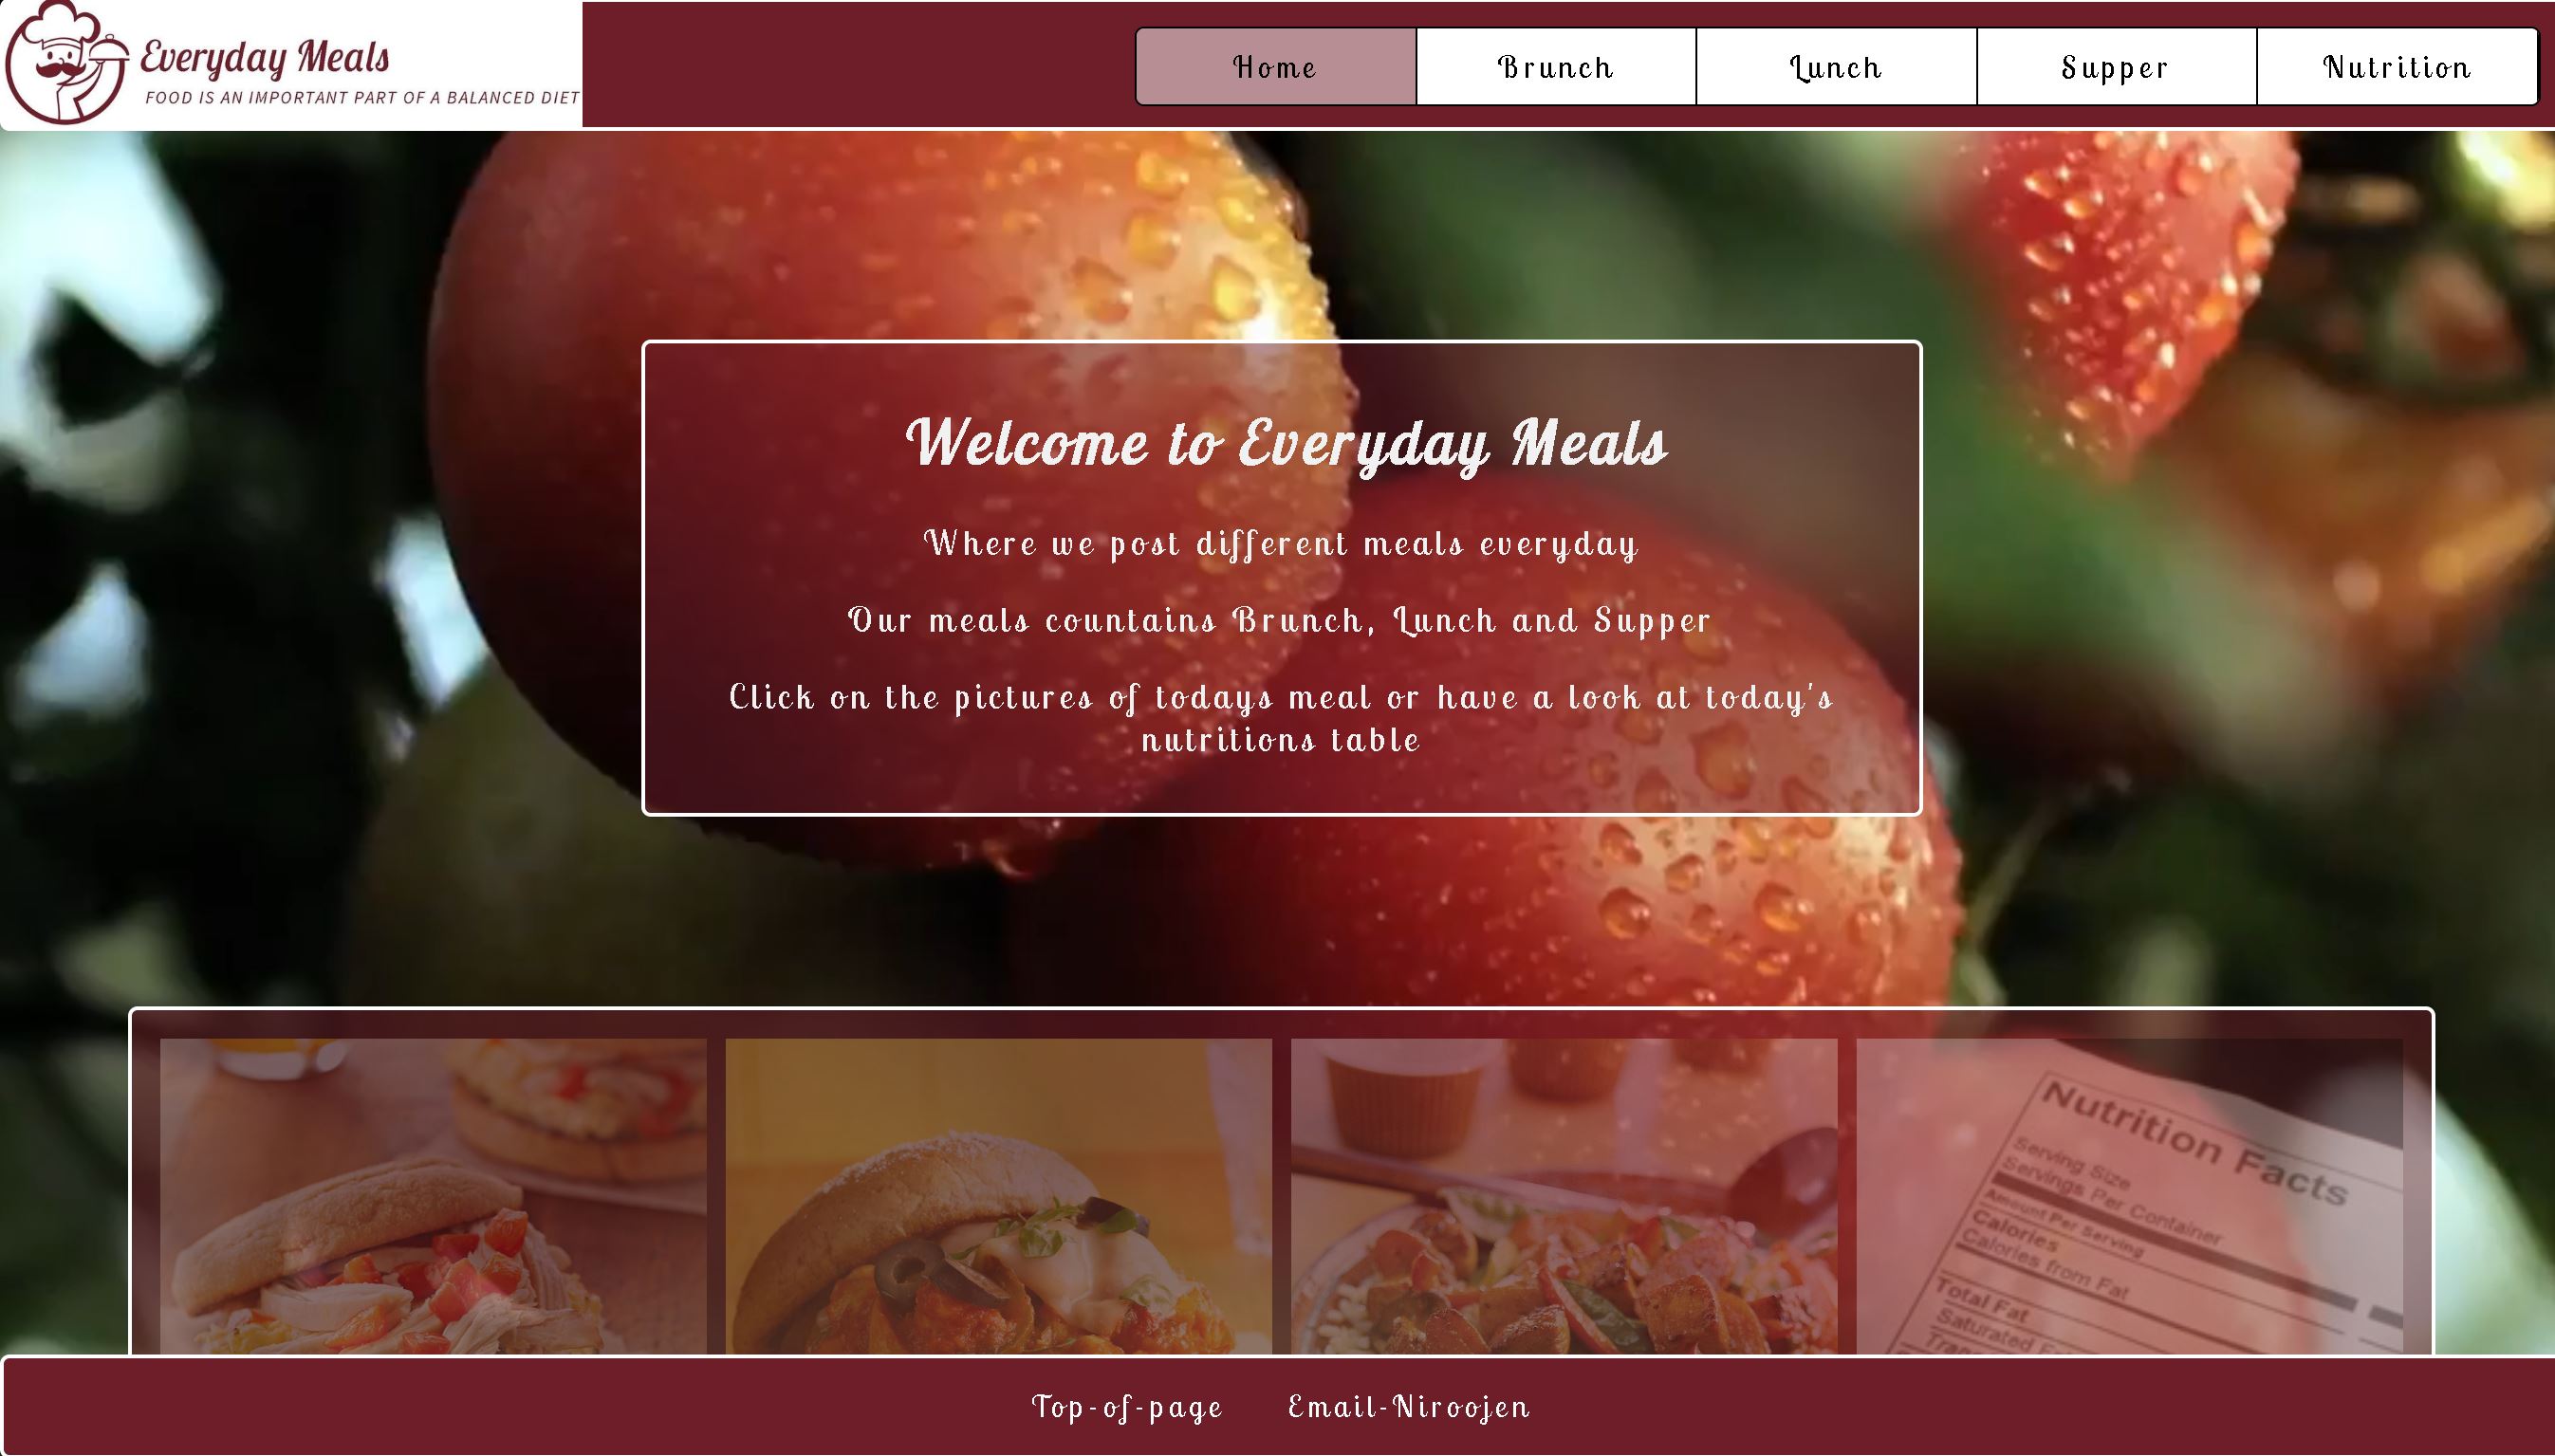 Everyday Meals
FOOD IS AN IMPORTANT PART OF A BALANCED DIET
Home
Brunch
Lunch
Supper
Nutrition
Welcome to Everyday Meals
Where we post different meals everyday
Our meals countains Brunch, Lunch and Supper
Click on the pictures of todays meal or have a look at today's
nutritions table
Nutrition Facts
Serving Size
Servings Per Container
Amount Per Serving
Calories
Calories from Fat
Total Fat
Saturated
Top-of-page
Email-Niroojen